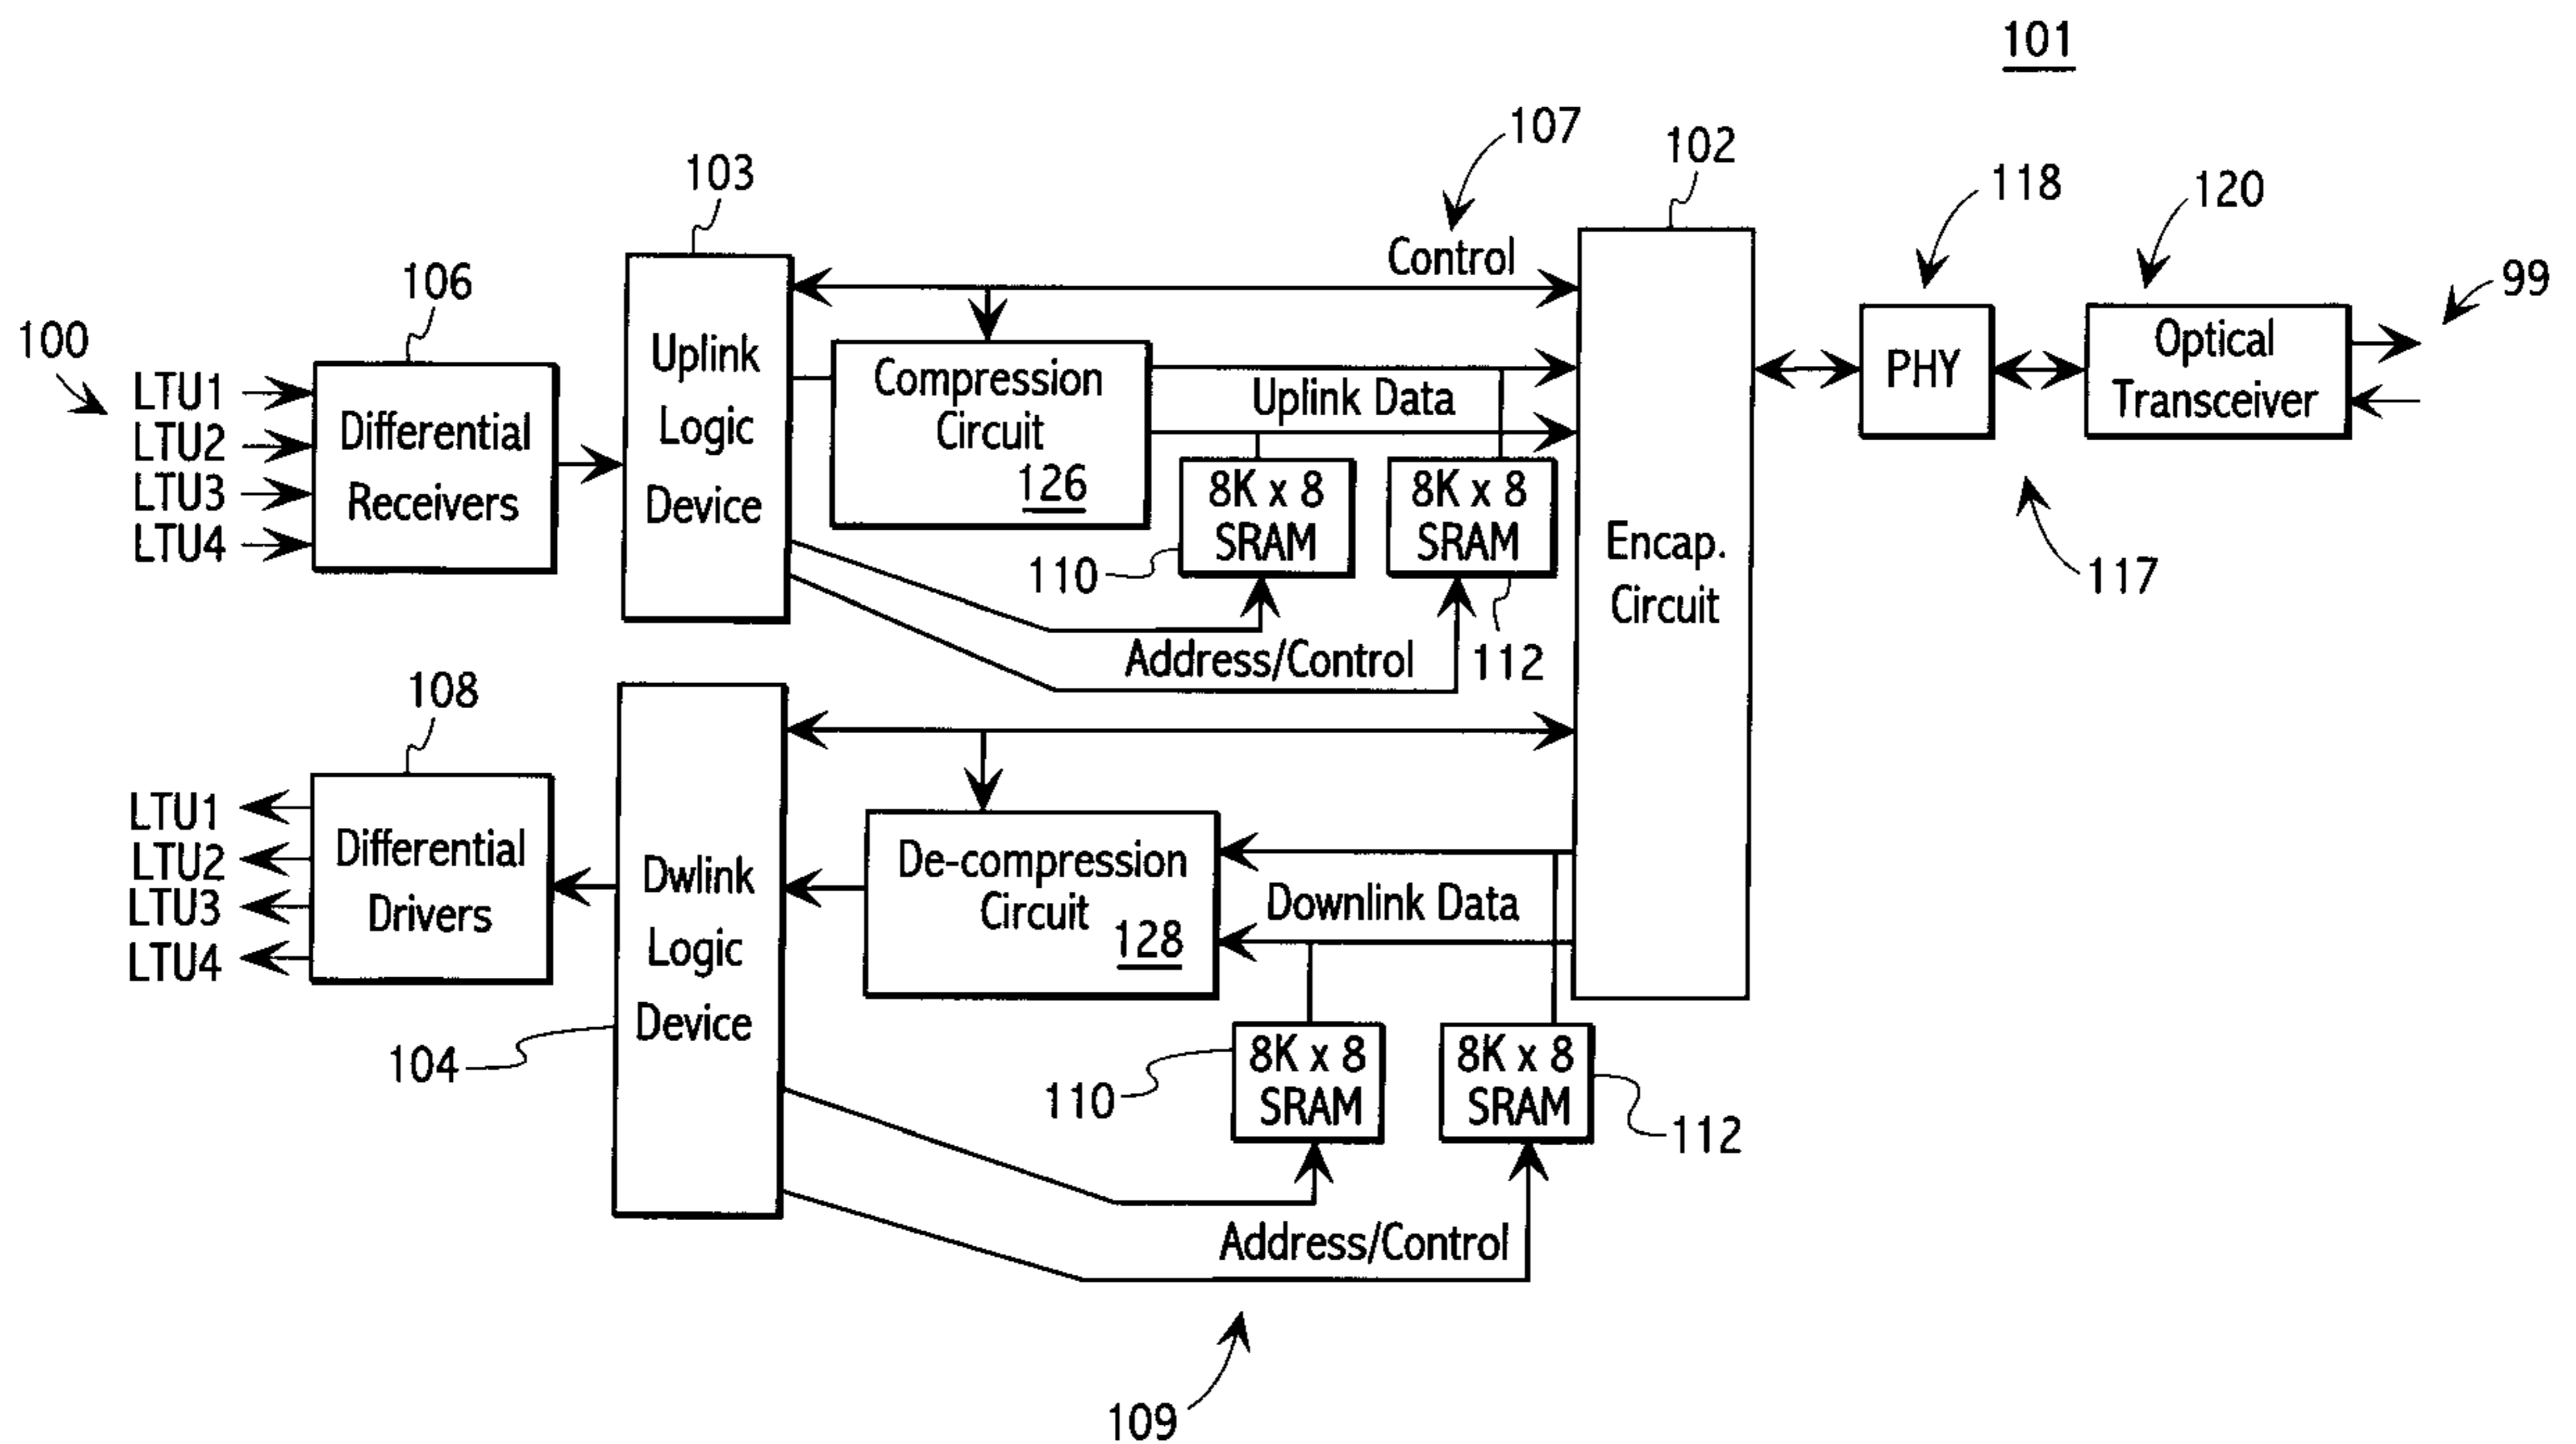 101
107
102
103
118
120
106
Control
99
100
Uplink
Logic
Device
Compression
Circuit
126
Uplink Data
PHY
Optical
Transceiver
LTU1
LTU2
LTU3
LTU4
Differential
Receivers
8K x 8
SRAM
8K x 8
SRAM
Encap.
Circuit
110
117
Address/Control
112
108
LTU1
LTU2
LTU3
LTU4
Differential
Drivers
Dwlink
Logic
Device
De-compression
Circuit
128
Downlink Data
104
110
8K x 8
SRAM
8K x 8
SRAM
112
Address/Control
109